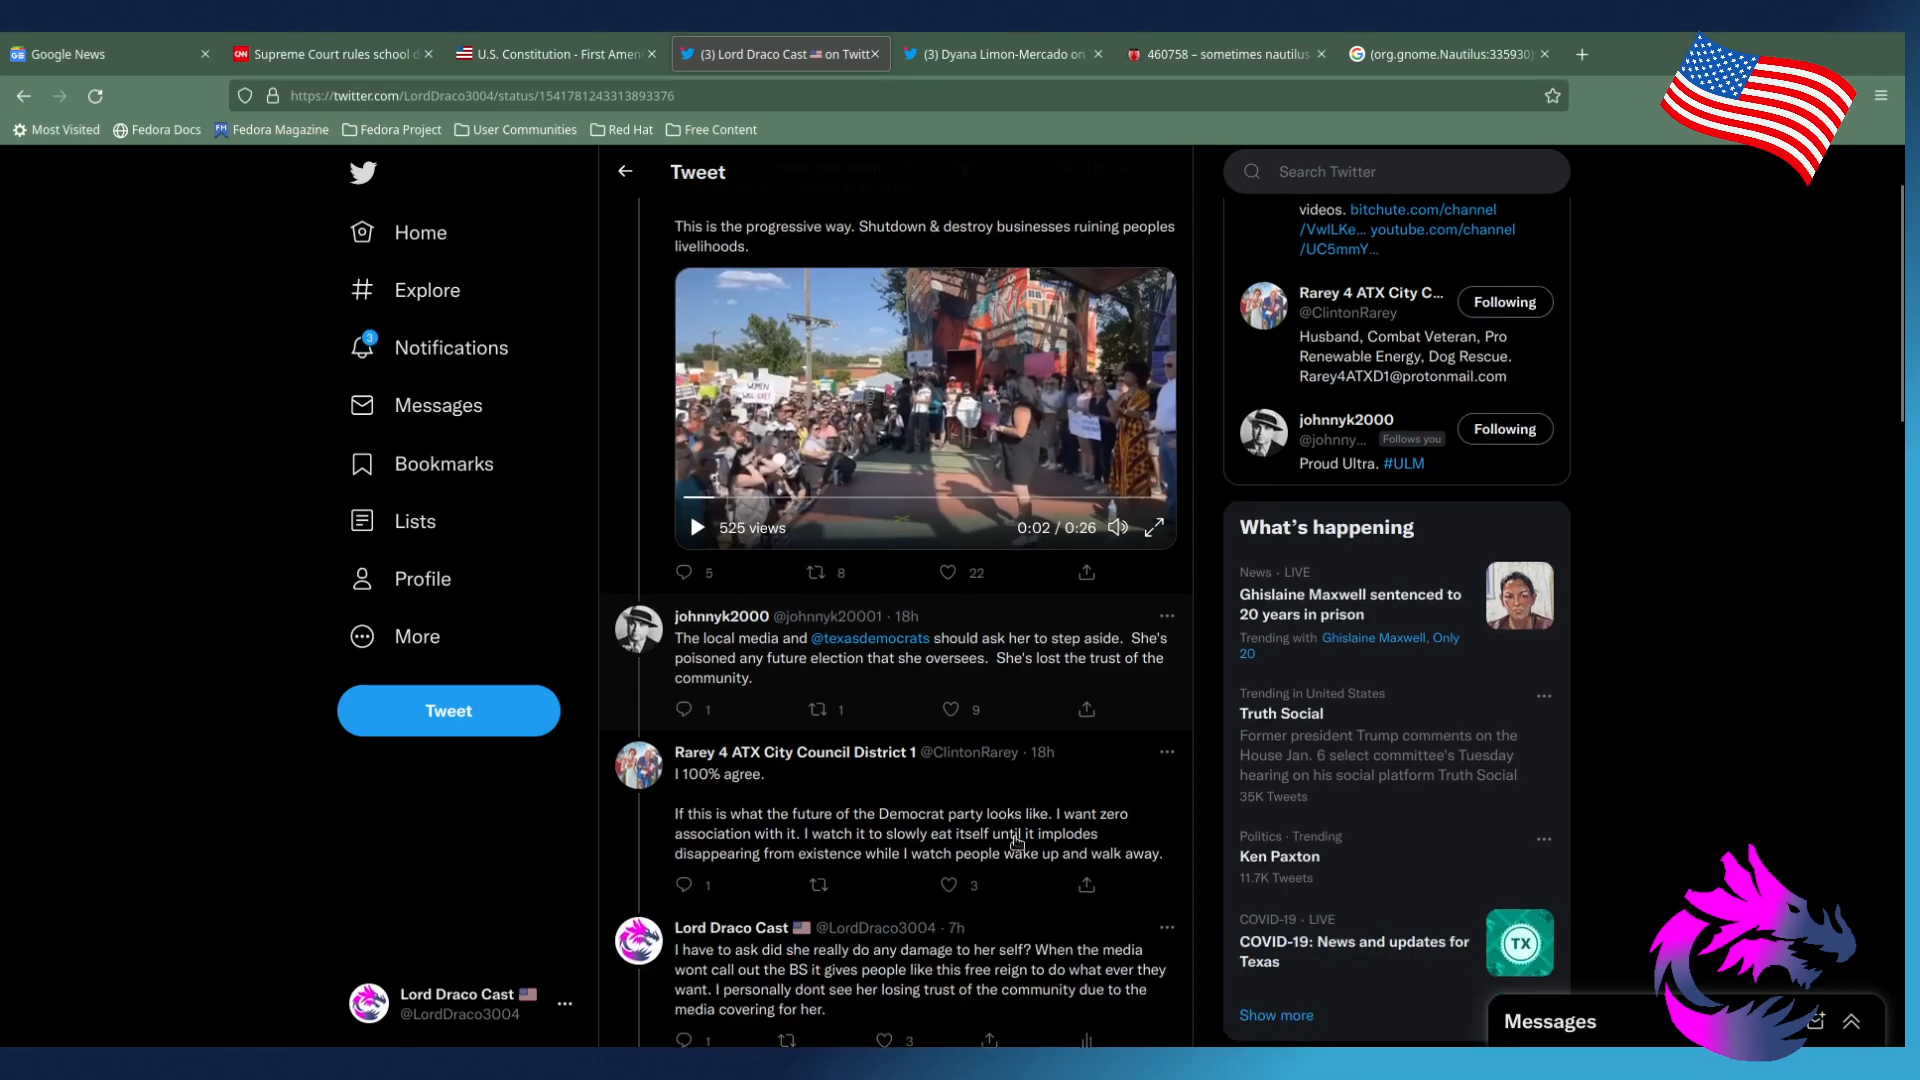 Google News
Supreme Court rules school d
U.S. Constitution - First Amen
(3) Lord Draco Cast 🇺🇸 on Twitt
(3) Dyana Limon-Mercado on
460758 – sometimes nautilus
(org.gnome.Nautilus:335930)
https://twitter.com/LordDraco3004/status/1541781243313893376
Most Visited
Fedora Docs
Fedora Magazine
Fedora Project
User Communities
Red Hat
Free Content
Home
Explore
3
Notifications
Messages
Bookmarks
Lists
Profile
More
Tweet
Lord Draco Cast 🇺🇸
@LordDraco3004
Tweet
This is the progressive way. Shutdown & destroy businesses ruining peoples
livelihoods.
WOMEN
525 views
0:02 / 0:26
5
8
22
johnnyk2000 @johnnyk20001 · 18h
The local media and @texasdemocrats should ask her to step aside. She's
poisoned any future election that she oversees. She's lost the trust of the
community.
1
1
9
Rarey 4 ATX City Council District 1 @ClintonRarey · 18h
I 100% agree.
If this is what the future of the Democrat party looks like. I want zero
association with it. I watch it to slowly eat itself until it implodes
disappearing from existence while I watch people wake up and walk away.
1
3
Lord Draco Cast 🇺🇸 @LordDraco3004 · 7h
I have to ask did she really do any damage to her self? When the media
wont call out the BS it gives people like this free reign to do what ever they
want. I personally dont see her losing trust of the community due to the
media covering for her.
1
3
Search Twitter
videos. bitchute.com/channel
/VwlLKe… youtube.com/channel
/UC5mmY…
Rarey 4 ATX City C...
@ClintonRarey
Following
Husband, Combat Veteran, Pro
Renewable Energy, Dog Rescue.
Rarey4ATXD1@protonmail.com
johnnyk2000
@johnny...
Follows you
Following
Proud Ultra. #ULM
What's happening
News · LIVE
Ghislaine Maxwell sentenced to
20 years in prison
Trending with Ghislaine Maxwell, Only
20
Trending in United States
Truth Social
Former president Trump comments on the
House Jan. 6 select committee's Tuesday
hearing on his social platform Truth Social
35K Tweets
Politics · Trending
Ken Paxton
11.7K Tweets
COVID-19 · LIVE
COVID-19: News and updates for
Texas
TX
Show more
Messages